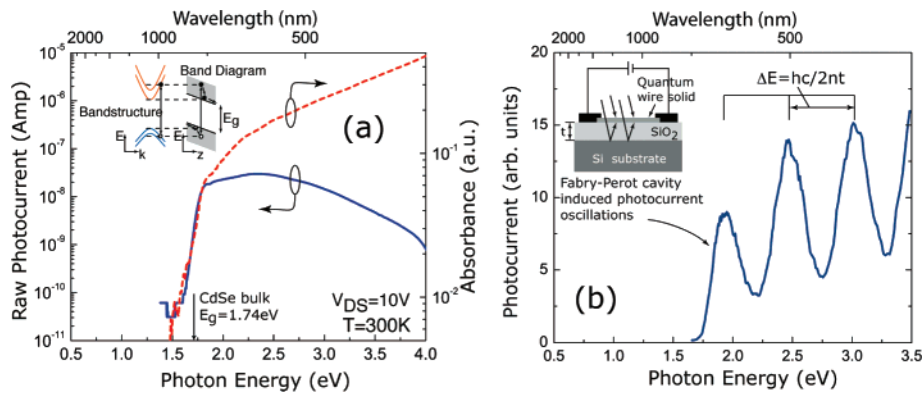 Wavelength (nm)
2000 1000 500
10-5
10-6
10-7
10-8
10-9
10-10
10-11
Raw Photocurrent (Amp)
Band Diagram
Bandstructure
Eg
E
k
E
z
(a)
10-1
10-2
Absorbance (a.u.)
CdSe bulk
Eg=1.74eV
VDS=10V
T=300K
0.5 1.0 1.5 2.0 2.5 3.0 3.5 4.0
Photon Energy (eV)
Wavelength (nm)
2000 1000 500
20
15
10
5
0
Photocurrent (arb. units)
Quantum
wire solid
t
SiO2
Si substrate
Fabry-Perot cavity
induced photocurrent
oscillations
ΔE=hc/2nt
(b)
0.5 1.0 1.5 2.0 2.5 3.0 3.5
Photon Energy (eV)